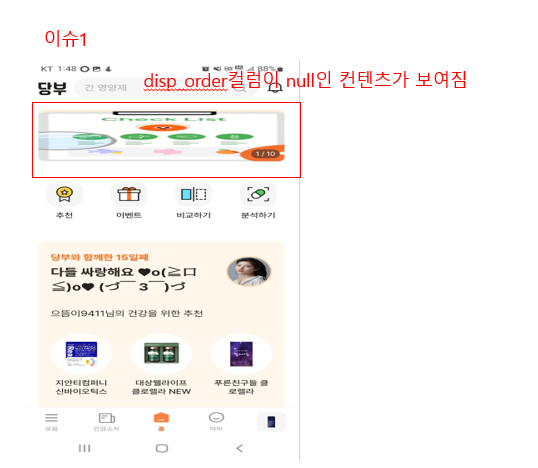 이슈1
KT 1:48
88%
disp_order컬럼이 null인 컨텐츠가 보여짐
당부
간 영양제
Check List
1 / 10
추천 이벤트 비교하기 분석하기
당부와 함께한 15일째
다들 싸랑해요 ♥o(≧口
≦)o♥ (づ￣ 3￣)づ
으뜸이9411님의 건강을 위한 추천
지안티컴퍼니 대상웰라이프 푸른친구들 클
신바이오틱스 클로렐라 NEW 로렐라
모음 건강소식 홈 마이